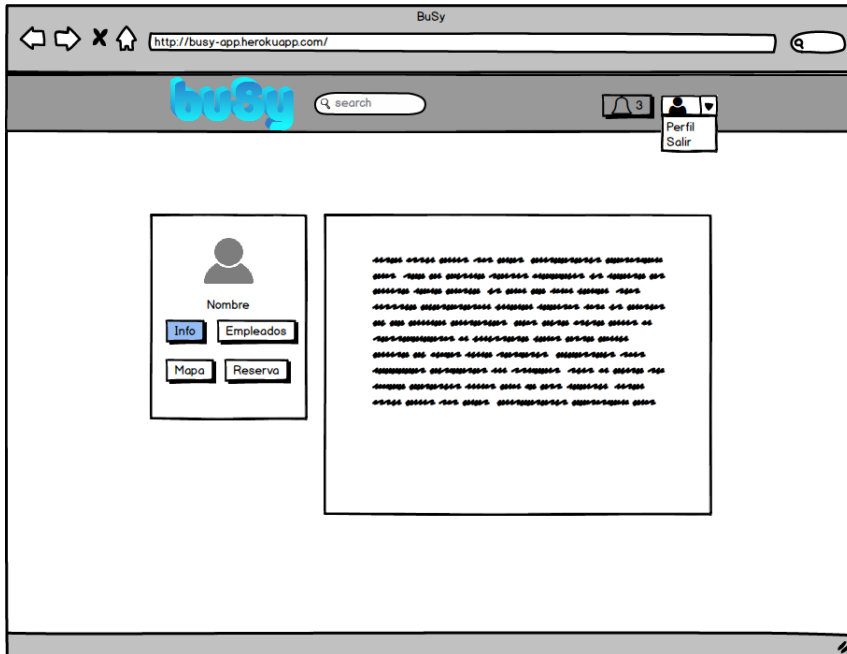 BuSy
http://busy-app.herokuapp.com/
busy
search
3
Perfil
Salir
Nombre
Info
Empleados
Mapa
Reserva